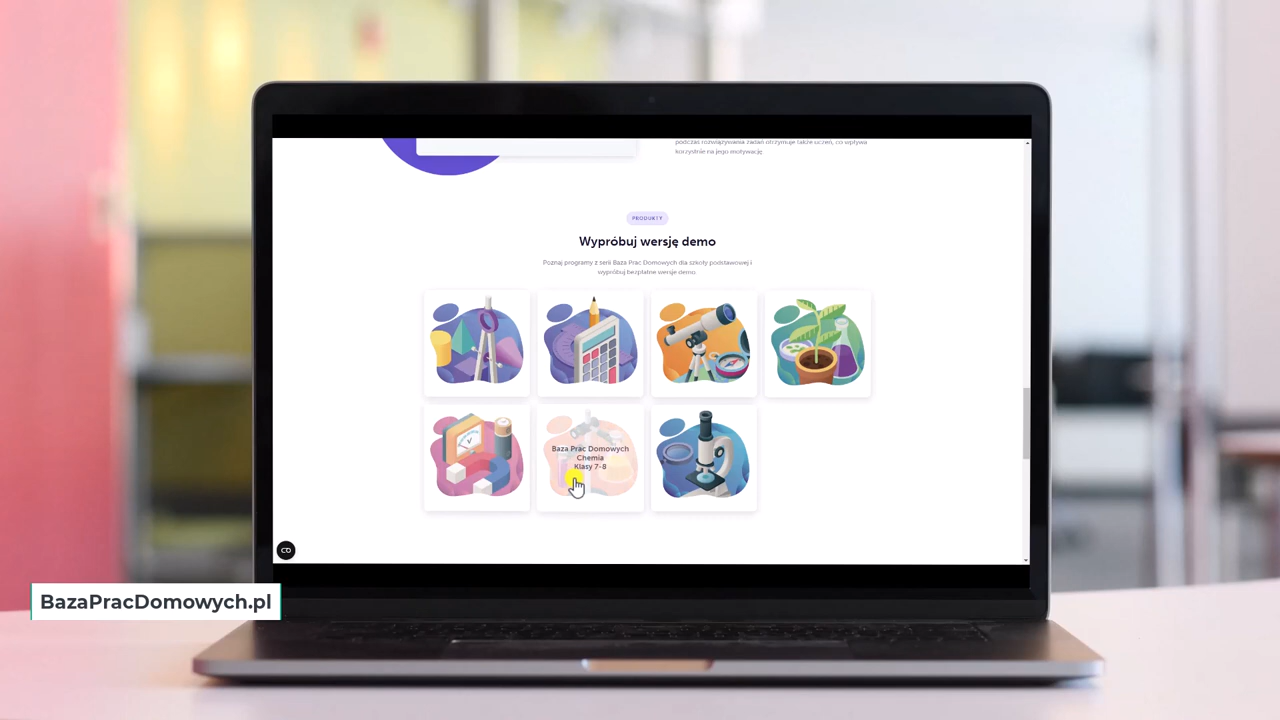 podczas rozwiązywania zadań otrzymuje także uczeń, co wpływa
korzystnie na jego motywację.
PRODUKTY
Wypróbuj wersję demo
Poznaj programy z serii Baza Prac Domowych dla szkoły podstawowej i
wypróbuj bezpłatne wersje demo
Baza Prac Domowych
Chemia
Klasy 7-8
BazaPracDomowych.pl